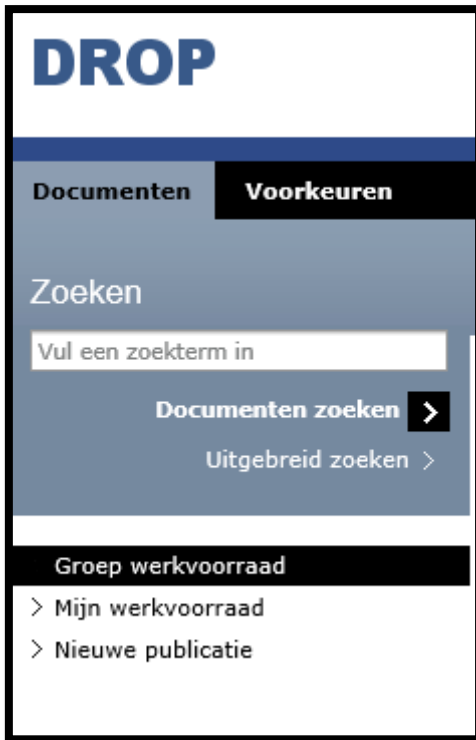 DROP
Documenten Voorkeuren
Zoeken
Vul een zoekterm in
Documenten zoeken >
Uitgebreid zoeken >
Groep werkvoorraad
> Mijn werkvoorraad
> Nieuwe publicatie